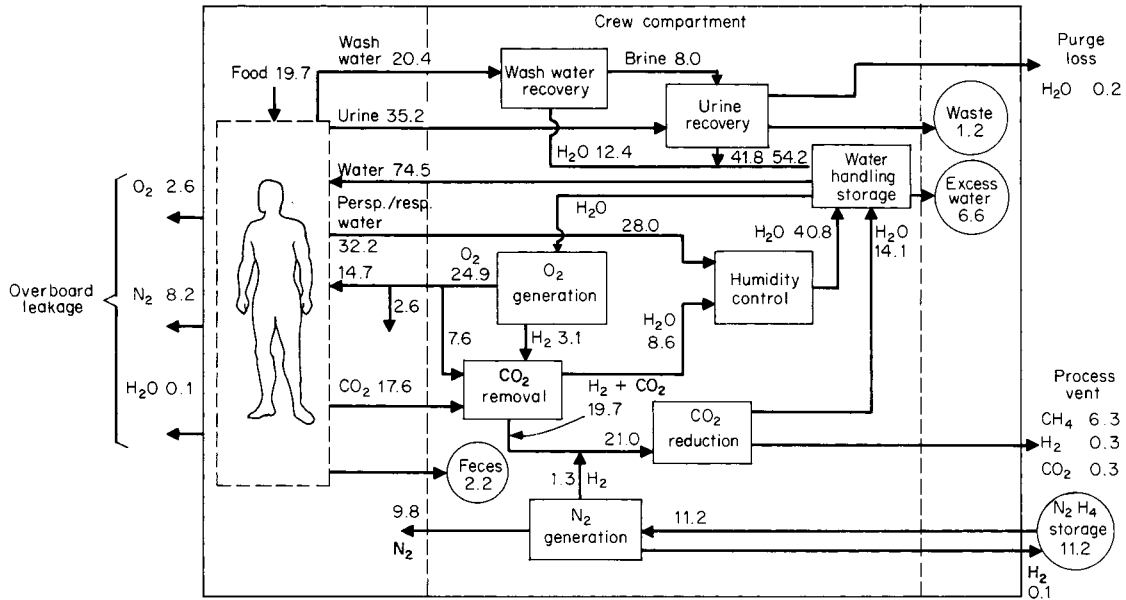 Crew compartment
Wash
water 20.4
Food 19.7
Wash water
recovery
Brine 8.0
Urine
recovery
Purge
loss
H2O 0.2
Waste
1.2
Urine 35.2
H2O 12.4
41.8 54.2
Water
handling
storage
Excess
water
6.6
Water 74.5
H2O
Persp./resp.
water
32.2
28.0
H2O 40.8
H2O
14.1
Overboard
leakage
O2 2.6
N2 8.2
H2O 0.1
14.7
O2
24.9
O2
generation
Humidity
control
2.6
7.6
H2 3.1
H2O
8.6
CO2 17.6
CO2
removal
H2 + CO2
19.7
CO2
reduction
21.0
Process
vent
CH4 6.3
H2 0.3
CO2 0.3
Feces
2.2
1.3 H2
9.8
N2
N2
generation
11.2
N2H4
storage
11.2
H2
0.1